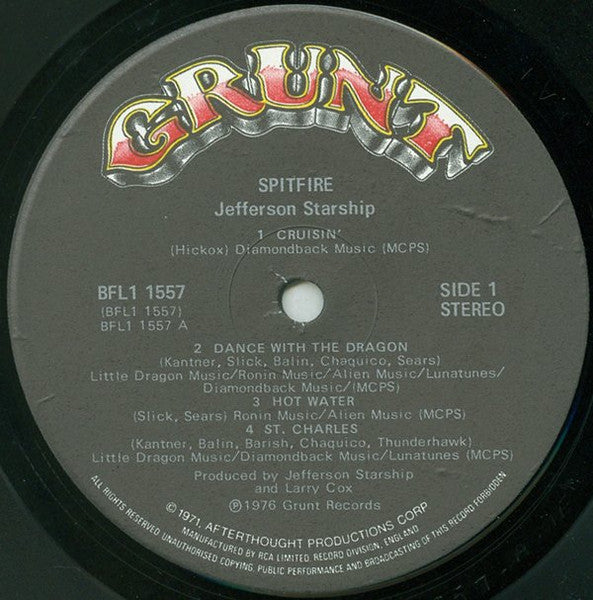 GRUNT
SPITFIRE
Jefferson Starship
1 CRUISIN'
(Hickox) Diamondback Music (MCPS)
BFL1 1557
(BFL1 1557)
BFL1 1557 A
SIDE 1
STEREO
2 DANCE WITH THE DRAGON
(Kantner, Slick, Balin, Chaquico, Sears)
Little Dragon Music/Ronin Music/Alien Music/Lunatunes/
Diamondback Music/(MCPS)
3 HOT WATER
(Slick, Sears) Ronin Music/Alien Music (MCPS)
4 ST. CHARLES
(Kantner, Balin, Barish, Chaquico, Thunderhawk)
Little Dragon Music/Diamondback Music/Lunatunes (MCPS)
Produced by Jefferson Starship
and Larry Cox
℗1976 Grunt Records
©1971, AFTERTHOUGHT PRODUCTIONS CORP
MANUFACTURED BY RCA LIMITED, RECORD DIVISION, ENGLAND
ALL RIGHTS RESERVED UNAUTHORISED COPYING, PUBLIC PERFORMANCE AND BROADCASTING OF THIS RECORD FORBIDDEN